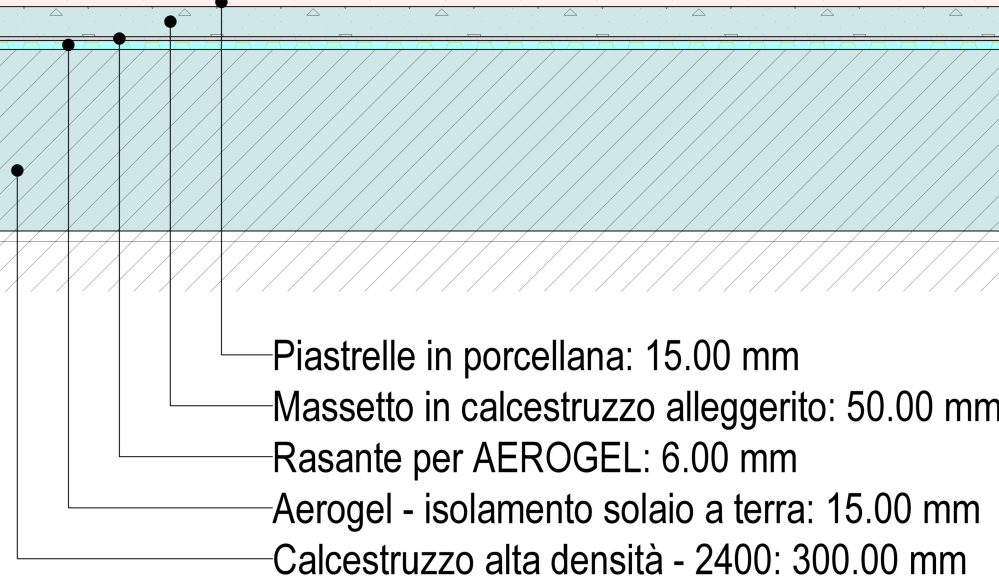 Piastrelle in porcellana: 15.00 mm
Massetto in calcestruzzo alleggerito: 50.00 mm
Rasante per AEROGEL: 6.00 mm
Aerogel - isolamento solaio a terra: 15.00 mm
Calcestruzzo alta densità - 2400: 300.00 mm